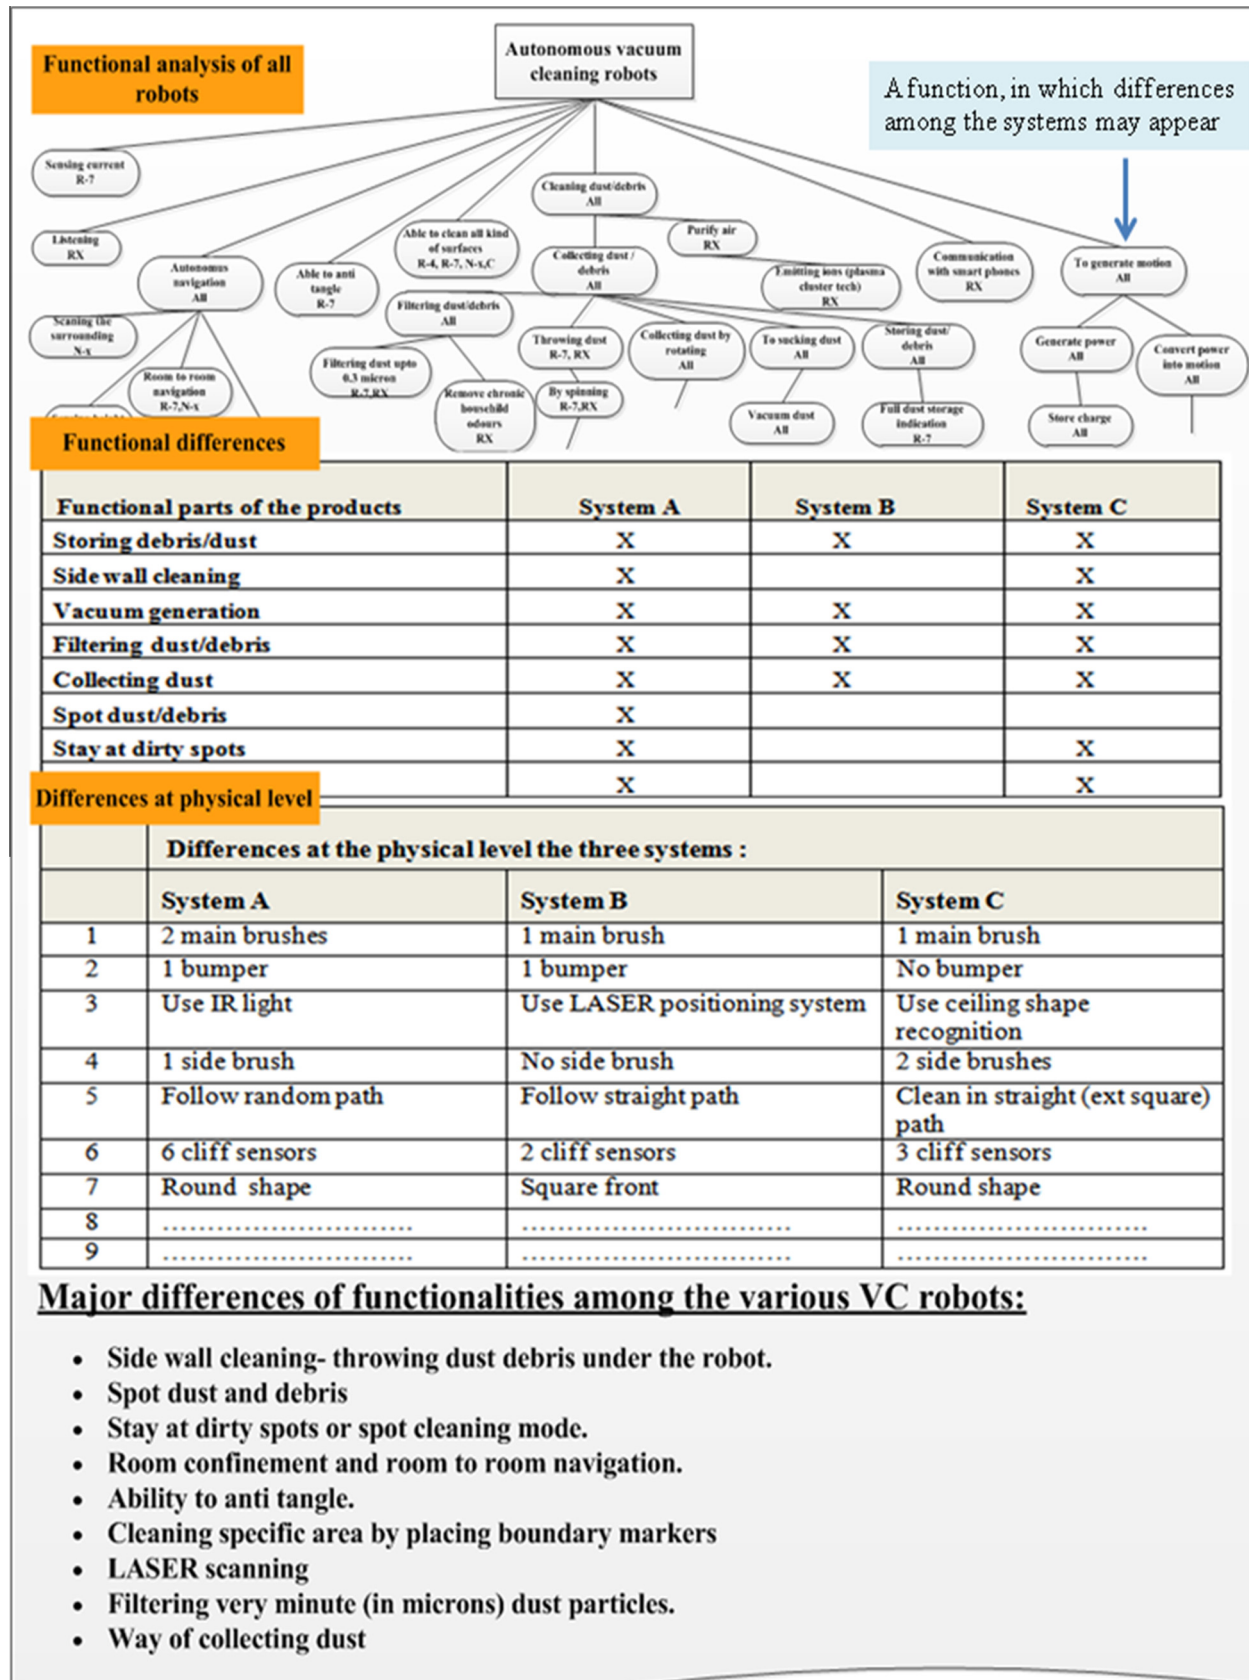 Autonomous vacuum
cleaning robots
Functional analysis of all
robots
A function, in which differences
among the systems may appear
Sensing current
R-7
Listening
RX
Autonomus
navigation
All
Scaning the
surrounding
N-x
Room to room
navigation
R-7,N-x
Able to anti
tangle
R-7
Able to clean all kind
of surfaces
R-4, R-7, N-x,C
Cleaning dust/debris
All
Purify air
RX
Collecting dust /
debris
All
Emitting ions (plasma
cluster tech)
RX
Communication
with smart phones
RX
To generate motion
All
Filtering dust/debris
All
Filtering dust upto
0.3 micron
R-7,RX
Remove chronic
househild
odours
RX
Throwing dust
R-7, RX
By spinning
R-7,RX
Collecting dust by
rotating
All
To sucking dust
All
Vacuum dust
All
Storing dust/
debris
All
Full dust storage
indication
R-7
Generate power
All
Store charge
All
Convert power
into motion
All
Functional differences
Functional parts of the products System A System B System C
Storing debris/dust X X X
Side wall cleaning X X
Vacuum generation X X X
Filtering dust/debris X X X
Collecting dust X X X
Spot dust/debris X
Stay at dirty spots X X
X X
Differences at physical level
Differences at the physical level the three systems :
System A System B System C
1 2 main brushes 1 main brush 1 main brush
2 1 bumper 1 bumper No bumper
3 Use IR light Use LASER positioning system Use ceiling shape
recognition
4 1 side brush No side brush 2 side brushes
5 Follow random path Follow straight path Clean in straight (ext square)
path
6 6 cliff sensors 2 cliff sensors 3 cliff sensors
7 Round shape Square front Round shape
8 ............................ .............................. ............................
9 ............................ .............................. ............................
Major differences of functionalities among the various VC robots:
• Side wall cleaning- throwing dust debris under the robot.
• Spot dust and debris
• Stay at dirty spots or spot cleaning mode.
• Room confinement and room to room navigation.
• Ability to anti tangle.
• Cleaning specific area by placing boundary markers
• LASER scanning
• Filtering very minute (in microns) dust particles.
• Way of collecting dust